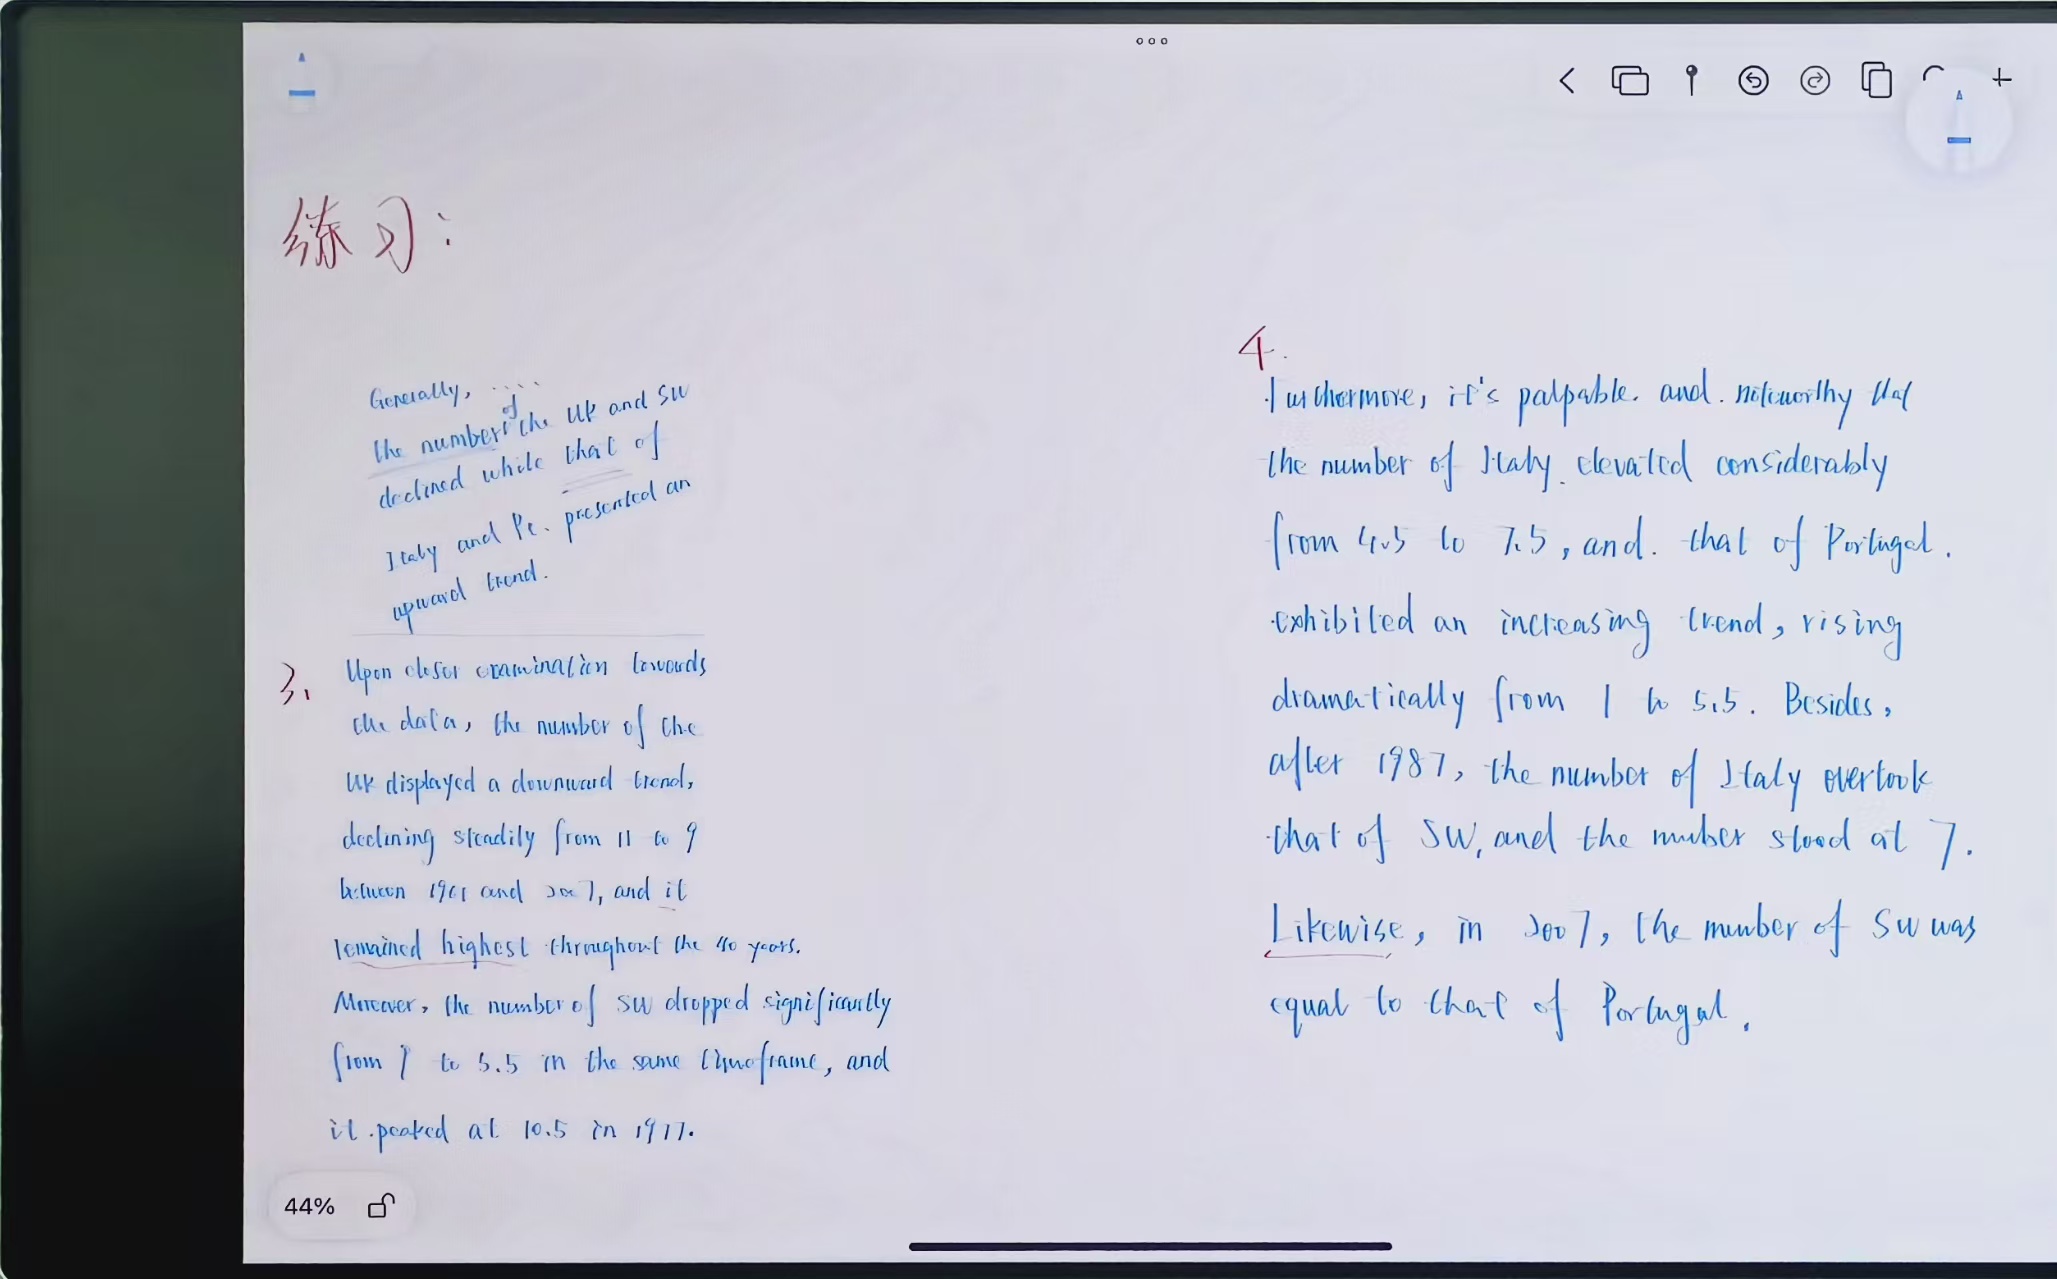 练习:
Generally, ....
the number of the UK and SW
declined while that of
Italy and Pe. presented an
upward trend.
3.
Upon closer examination towards
the data, the number of the
UK displayed a downward trend,
declining steadily from 11 to 9
between and 2007, and it
remained highest throughout the 40 years.
Moreover, the number of SW dropped significantly
from to 5.5 in the same timeframe, and
it peaked at 10.5 in 1977.
4.
Furthermore, it's palpable and noteworthy that
the number of Italy elevated considerably
from 4.5 to 7.5, and that of Portugal
exhibited an increasing trend, rising
dramatically from 1 to 5.5. Besides,
after 1987, the number of Italy overtook
that of SW, and the number stood at 7.
Likewise, in 2007, the number of SW was
equal to that of Portugal.
44%